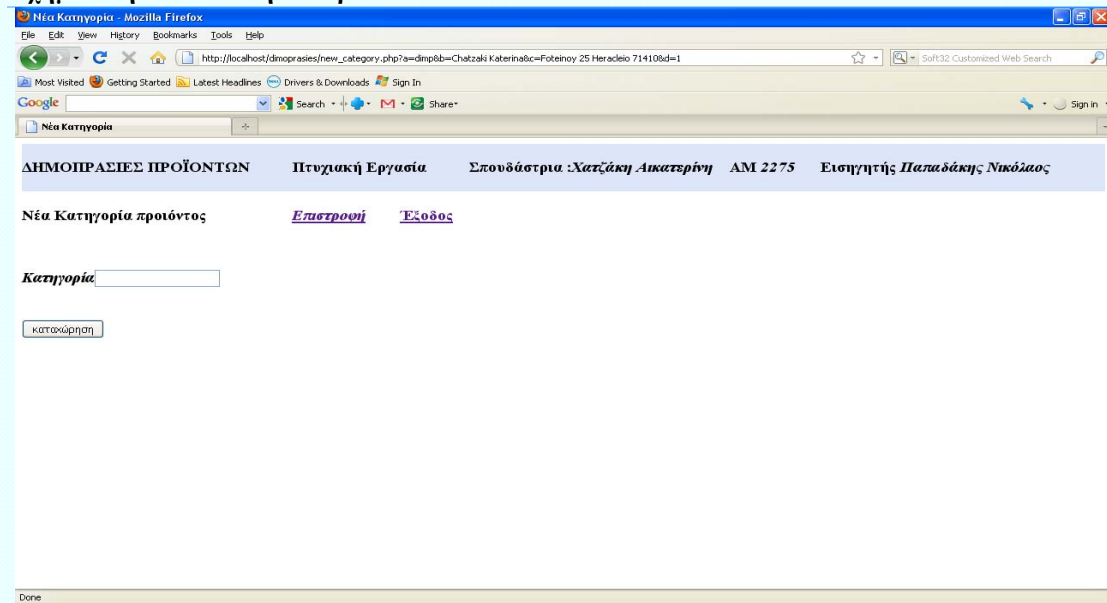 Νέα Κατηγορία - Mozilla Firefox
File Edit View History Bookmarks Tools Help
http://localhost/dimoprasies/new_category.php?a=dimp&b=Chatzaki Katerina&c=Foteinoy 25 Heracleio 71410&d=1 Soft32 Customized Web Search
Most Visited Getting Started Latest Headlines Drivers & Downloads Sign In
Google Search Share Sign in
Νέα Κατηγορία
ΔΗΜΟΠΡΑΣΙΕΣ ΠΡΟΪΟΝΤΩΝ Πτυχιακή Εργασία Σπουδάστρια :Χατζάκη Αικατερίνη ΑΜ 2275 Εισηγητής Παπαδάκης Νικόλαος
Νέα Κατηγορία προιόντος Επιστροφή Έξοδος
Κατηγορία
καταχώρηση
Done